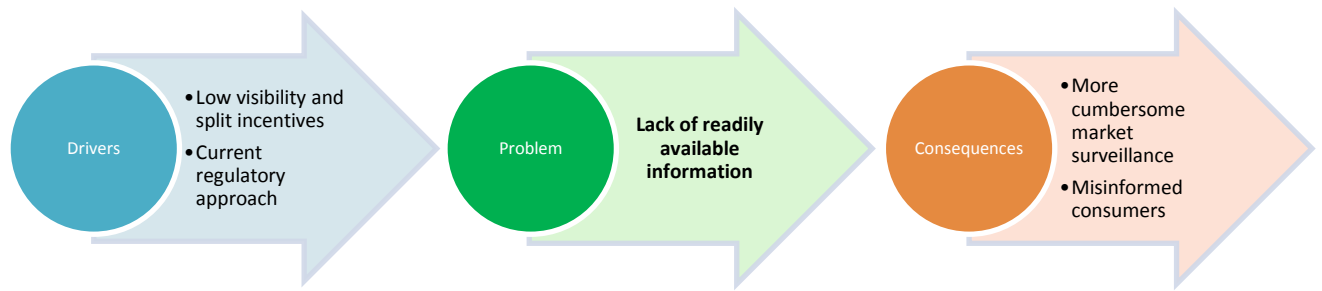 Drivers
•Low visibility and
split incentives
•Current
regulatory
approach
Problem
Lack of readily
available
information
Consequences
•More
cumbersome
market
surveillance
•Misinformed
consumers